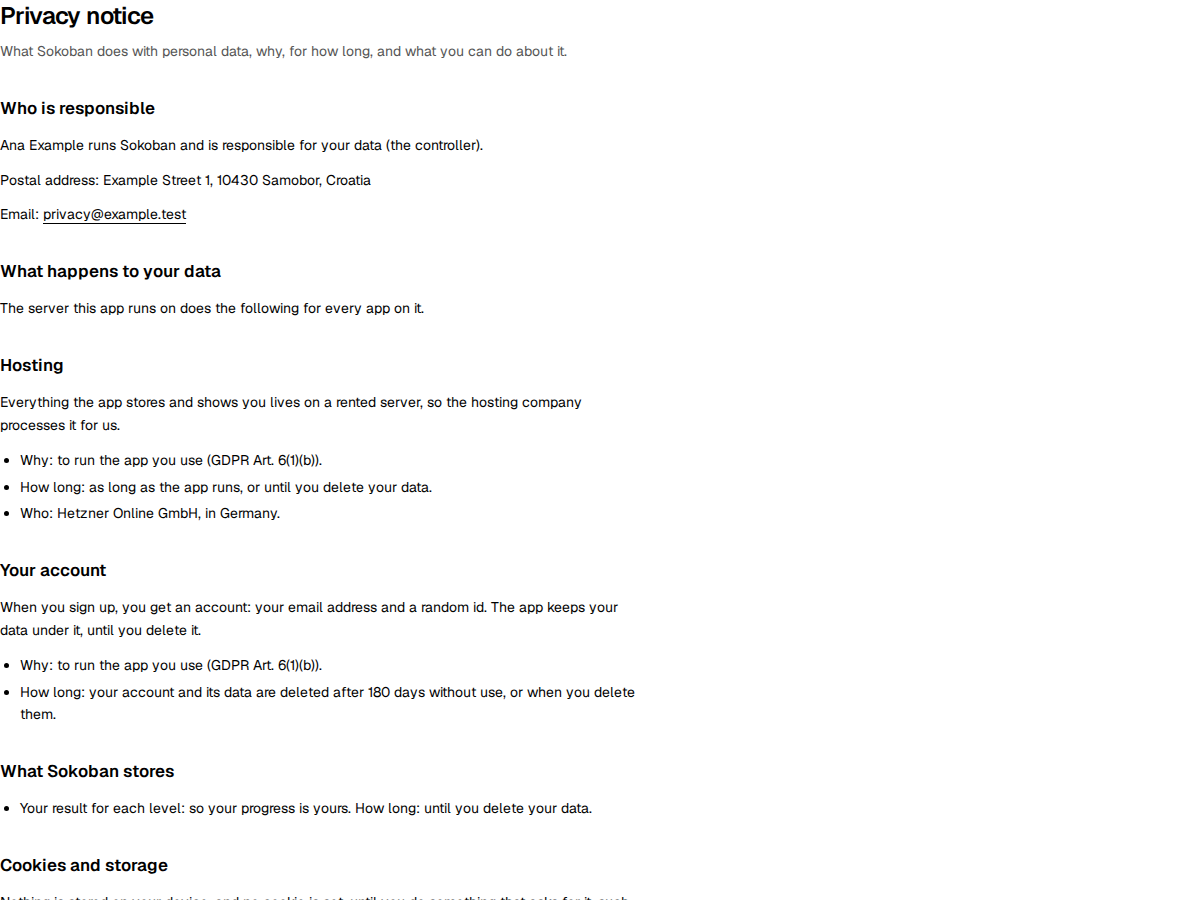 Privacy notice
What Sokoban does with personal data, why, for how long, and what you can do about it.
Who is responsible
Ana Example runs Sokoban and is responsible for your data (the controller).
Postal address: Example Street 1, 10430 Samobor, Croatia
Email: privacy@example.test
What happens to your data
The server this app runs on does the following for every app on it.
Hosting
Everything the app stores and shows you lives on a rented server, so the hosting company
processes it for us.
• Why: to run the app you use (GDPR Art. 6(1)(b)).
• How long: as long as the app runs, or until you delete your data.
• Who: Hetzner Online GmbH, in Germany.
Your account
When you sign up, you get an account: your email address and a random id. The app keeps your
data under it, until you delete it.
• Why: to run the app you use (GDPR Art. 6(1)(b)).
• How long: your account and its data are deleted after 180 days without use, or when you delete
them.
What Sokoban stores
• Your result for each level: so your progress is yours. How long: until you delete your data.
Cookies and storage